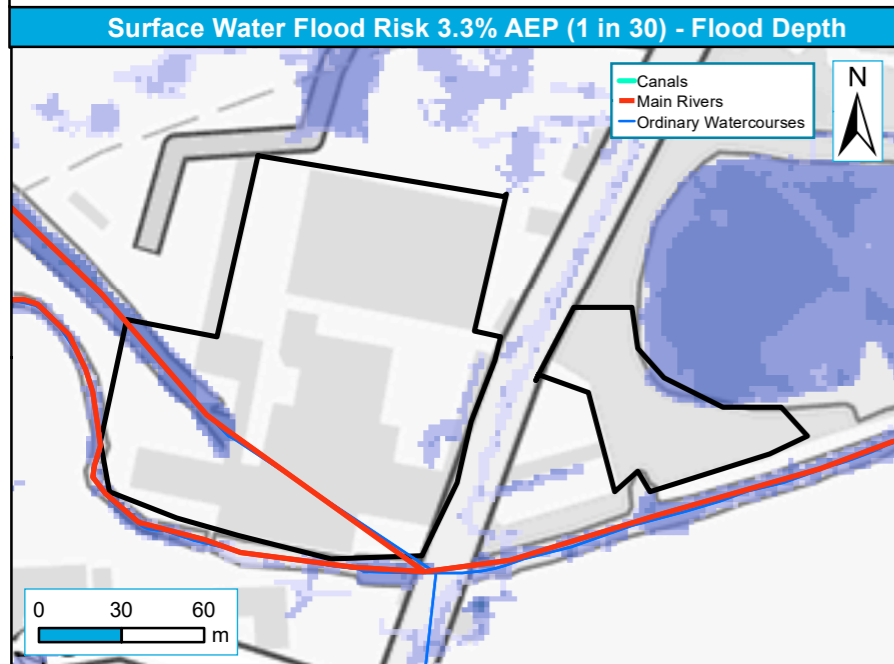 Surface Water Flood Risk 3.3% AEP (1 in 30) - Flood Depth
Canals
Main Rivers
Ordinary Watercourses
N
0 30 60
m